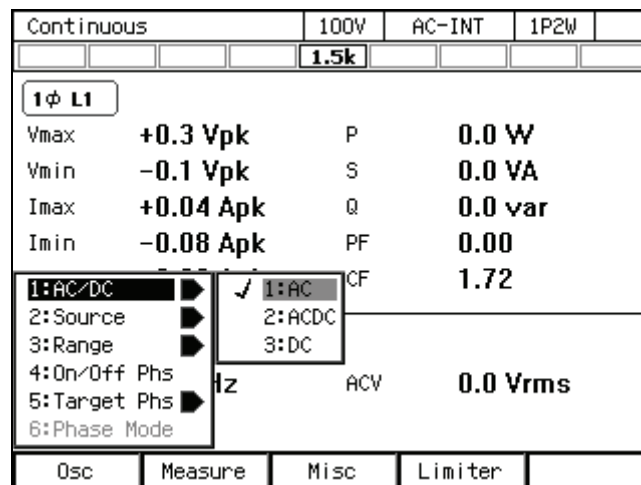 Continuous 100V AC-INT 1P2W
1.5k
1Φ L1
Vmax +0.3 Vpk P 0.0 W
Vmin -0.1 Vpk S 0.0 VA
Imax +0.04 Apk Q 0.0 var
Imin -0.08 Apk PF 0.00
CF 1.72
1:AC/DC
2:Source
3:Range
4:On/Off Phs
5:Target Phs
6:Phase Mode
✓ 1:AC
2:ACDC
3:DC
Hz ACV 0.0 Vrms
Osc Measure Misc Limiter